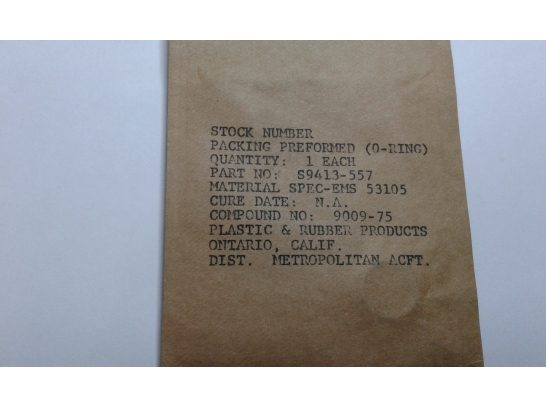 STOCK NUMBER
PACKING PREFORMED (O-RING)
QUANTITY: 1 EACH
PART NO: S9413-557
MATERIAL SPEC-EMS 53105
CURE DATE: N.A.
COMPOUND NO: 9009-75
PLASTIC & RUBBER PRODUCTS
ONTARIO, CALIF.
DIST. METROPOLITAN ACFT.